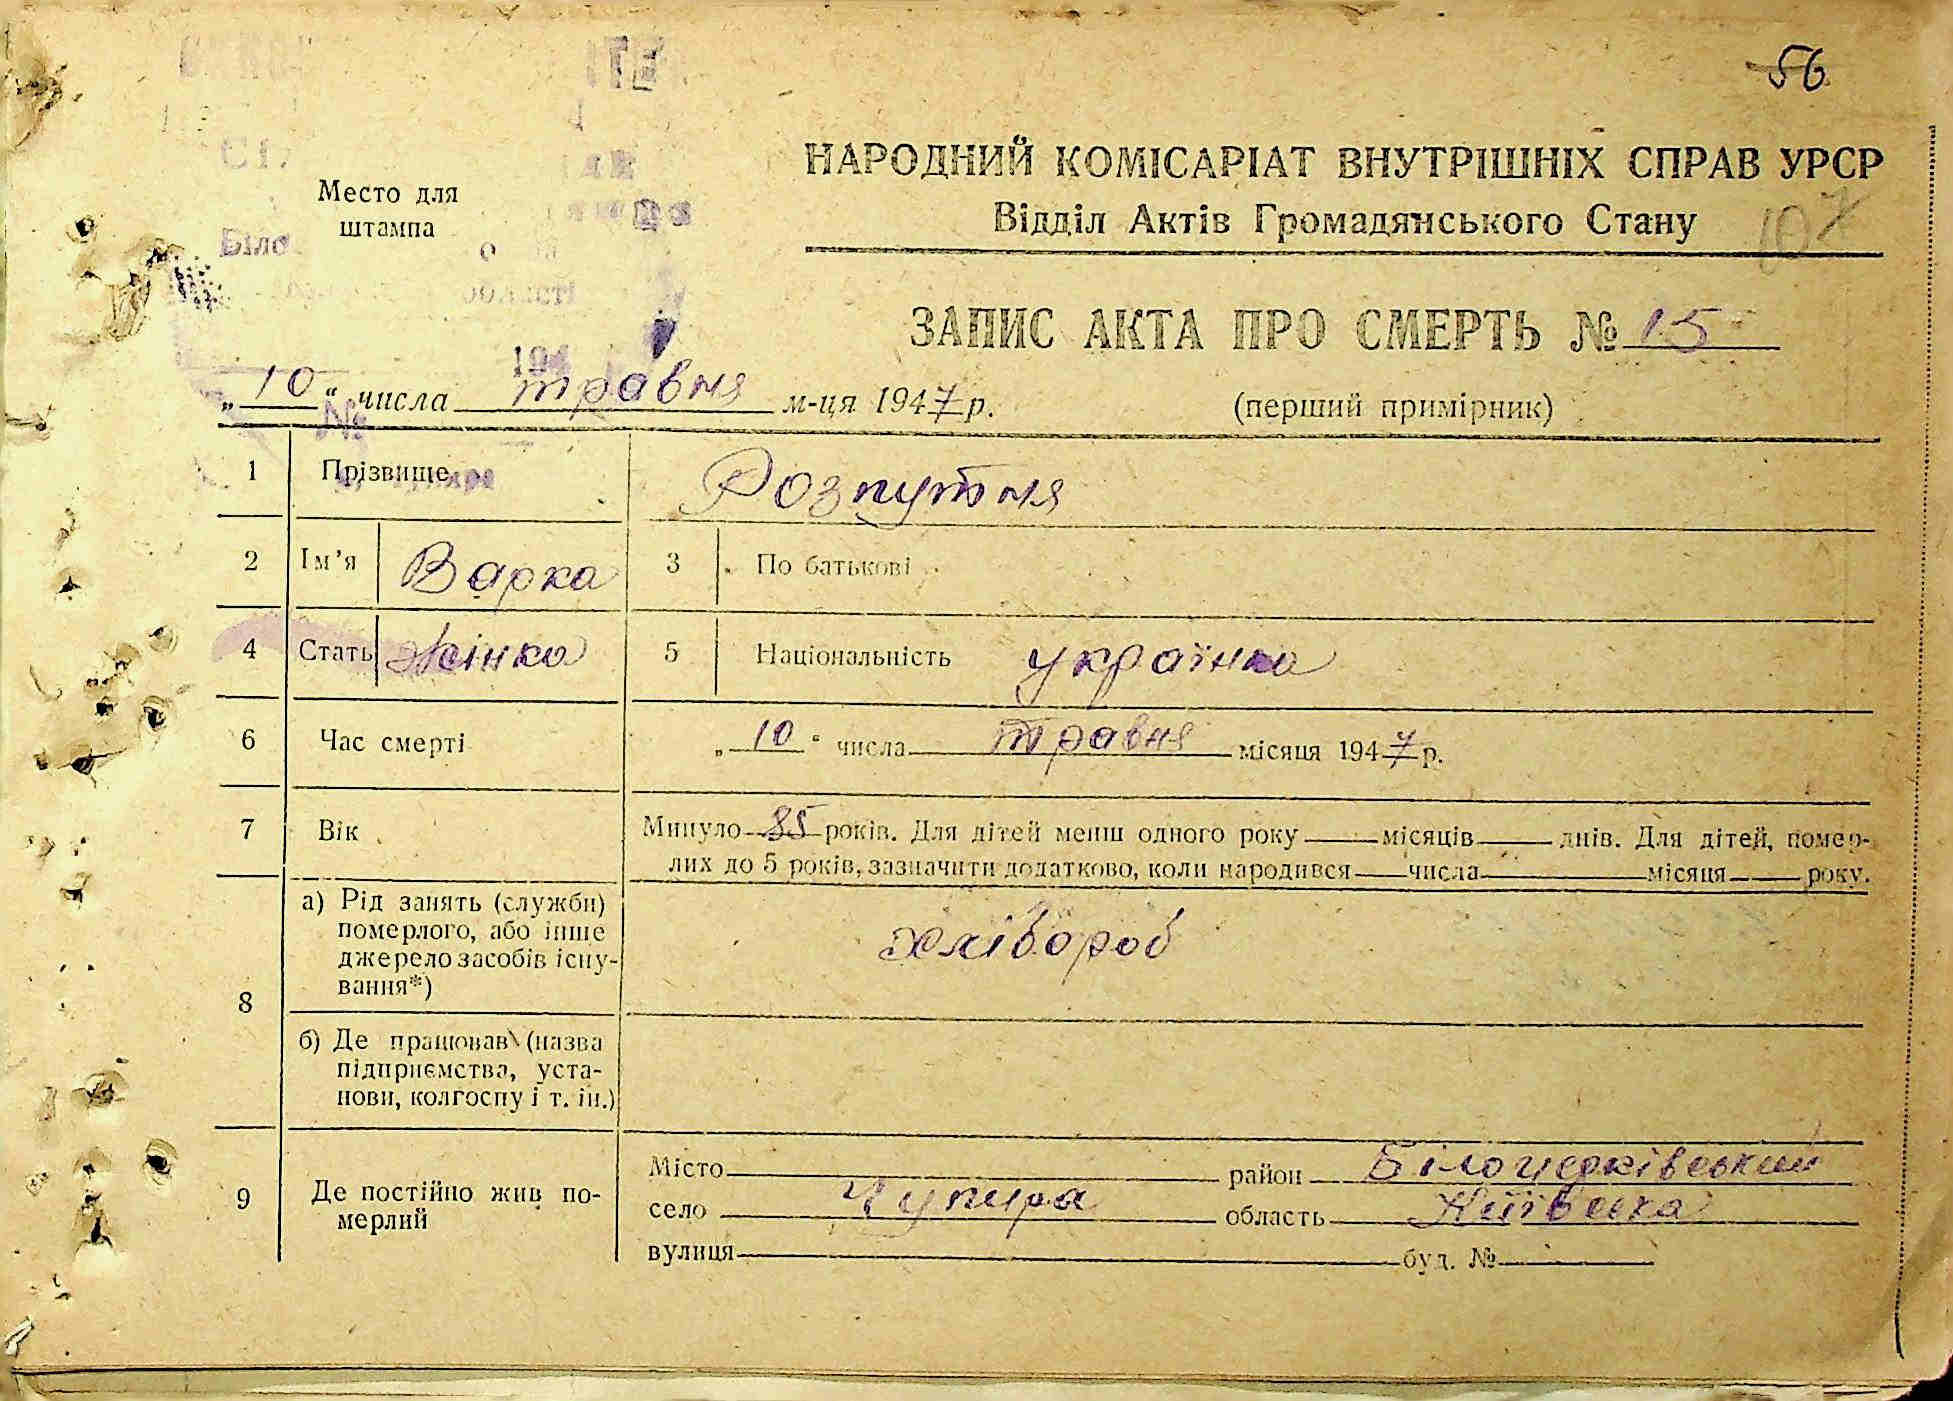 56
НАРОДНИЙ КОМІСАРІАТ ВНУТРІШНІХ СПРАВ УРСР
Відділ Актів Громадянського Стану
107
Место для
штампа
Біло
області
ЗАПИС АКТА ПРО СМЕРТЬ № 15
„10“ числа травня м-ця 1947 р.
(перший примірник)
№
1 Прізвище Розпутня
2 Ім’я Варка 3 По батькові
4 Стать жінка 5 Національність українка
6 Час смерті „10“ числа травня місяця 1947 р.
7 Вік Минуло 85 років. Для дітей менш одного року місяців днів. Для дітей, помер-
лих до 5 років, зазначити додатково, коли народився числа місяця року.
8 а) Рід занять (служби)
померлого, або інше
джерело засобів існу-
вання*)
хлібороб
б) Де працював (назва
підприємства, уста-
нови, колгоспу і т. ін.)
9 Де постійно жив по-
мерлий
Місто район Білоцерківський
село Чупира область Київська
вулиця буд. №